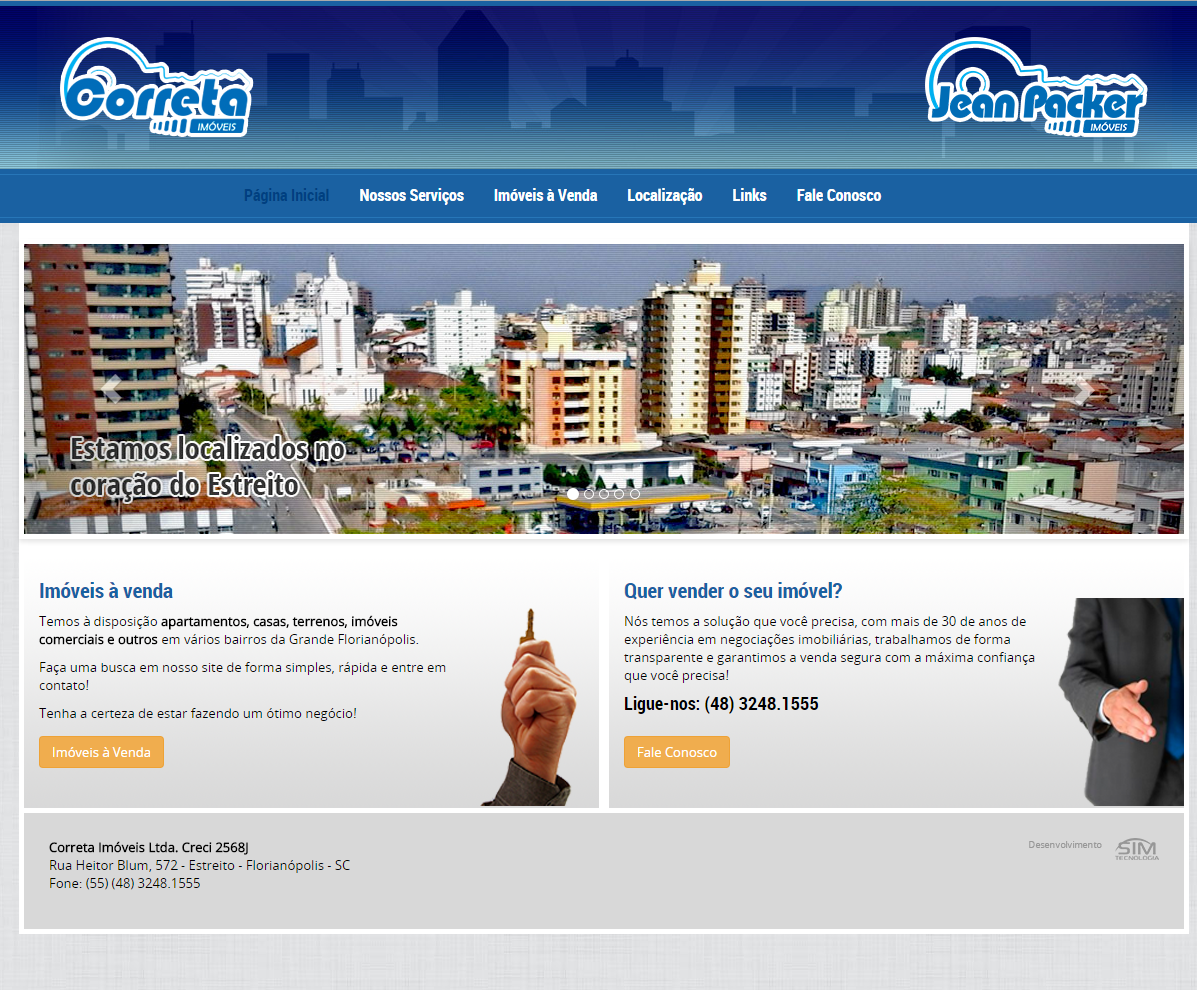 Correta
IMÓVEIS
Jean Packer
IMÓVEIS
Página Inicial
Nossos Serviços
Imóveis à Venda
Localização
Links
Fale Conosco
Estamos localizados no
coração do Estreito
Imóveis à venda
Temos à disposição apartamentos, casas, terrenos, imóveis
comerciais e outros em vários bairros da Grande Florianópolis.
Faça uma busca em nosso site de forma simples, rápida e entre em
contato!
Tenha a certeza de estar fazendo um ótimo negócio!
Imóveis à Venda
Quer vender o seu imóvel?
Nós temos a solução que você precisa, com mais de 30 de anos de
experiência em negociações imobiliárias, trabalhamos de forma
transparente e garantimos a venda segura com a máxima confiança
que você precisa!
Ligue-nos: (48) 3248.1555
Fale Conosco
Correta Imóveis Ltda. Creci 2568J
Rua Heitor Blum, 572 - Estreito - Florianópolis - SC
Fone: (55) (48) 3248.1555
Desenvolvimento
SIM
TECNOLOGIA